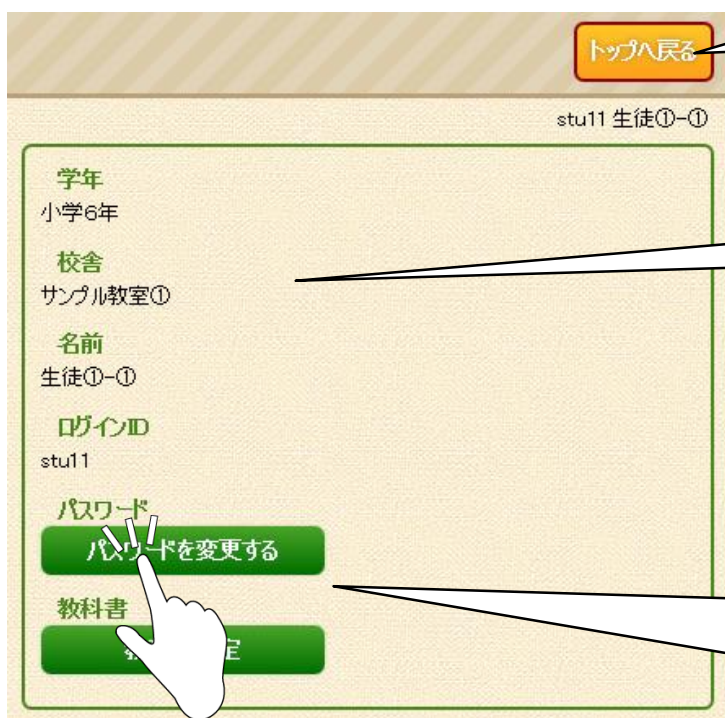 トップへ戻る
stu11 生徒①-①
学年
小学6年
校舎
サンプル教室①
名前
生徒①-①
ログインID
stu11
パスワード
パスワードを変更する
教科書
定